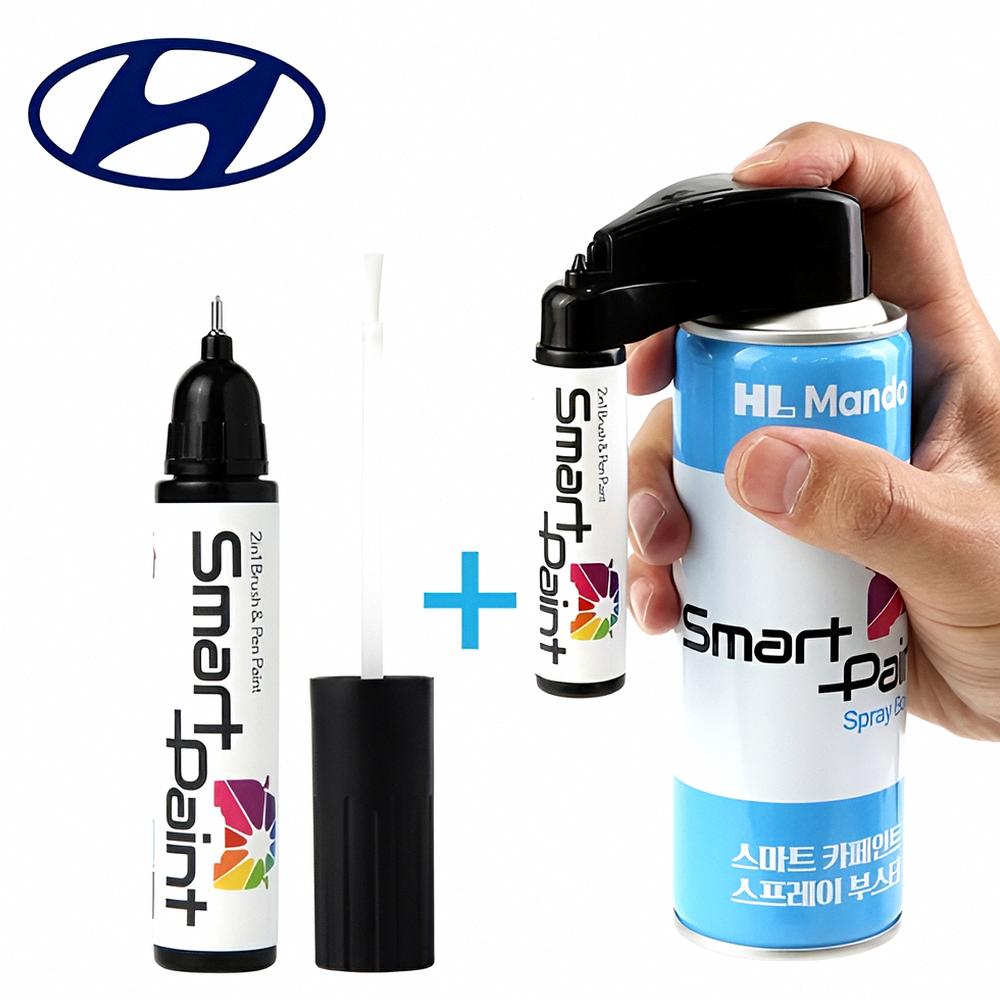 2in1 Brush & Pen Paint
Smart
Paint
2in1 Brush & Pen Paint
Smart
Paint
HL Mando
Smart
Pain
Spray
스마트 카페인트
스프레이 부스터